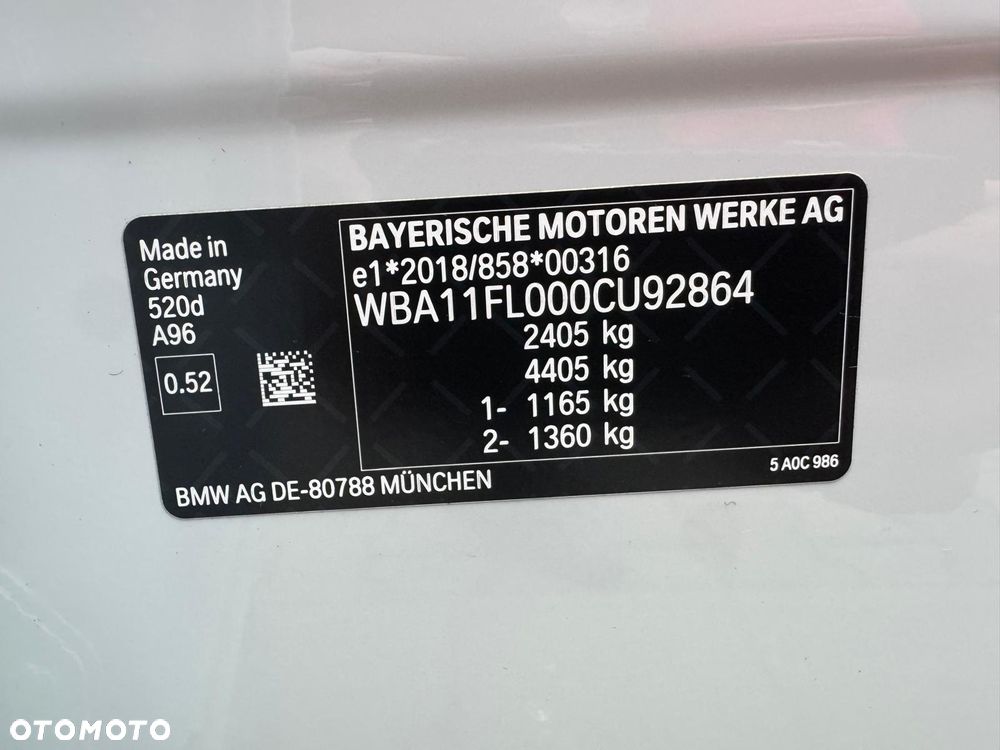 Made in
Germany
520d
A96
0.52
BAYERISCHE MOTOREN WERKE AG
e1*2018/858*00316
WBA11FL000CU92864
2405 kg
4405 kg
1- 1165 kg
2- 1360 kg
5 A0C 986
BMW AG DE-80788 MÜNCHEN
OTOMOTO